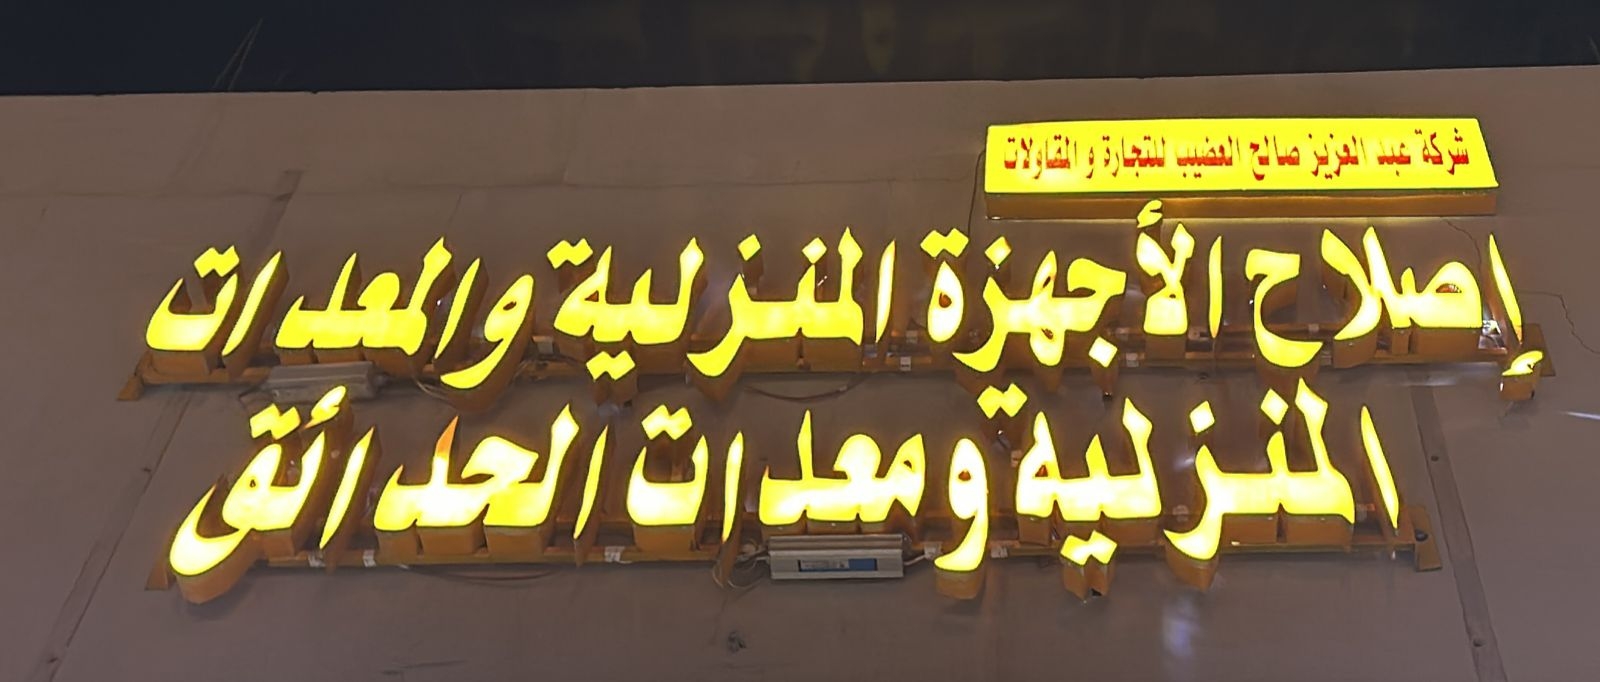 شركة عبد العزيز صالح العضيب للتجارة و المقاولات
إصلاح الأجهزة المنزلية والمعدات
المنزلية ومعدات الحدائق